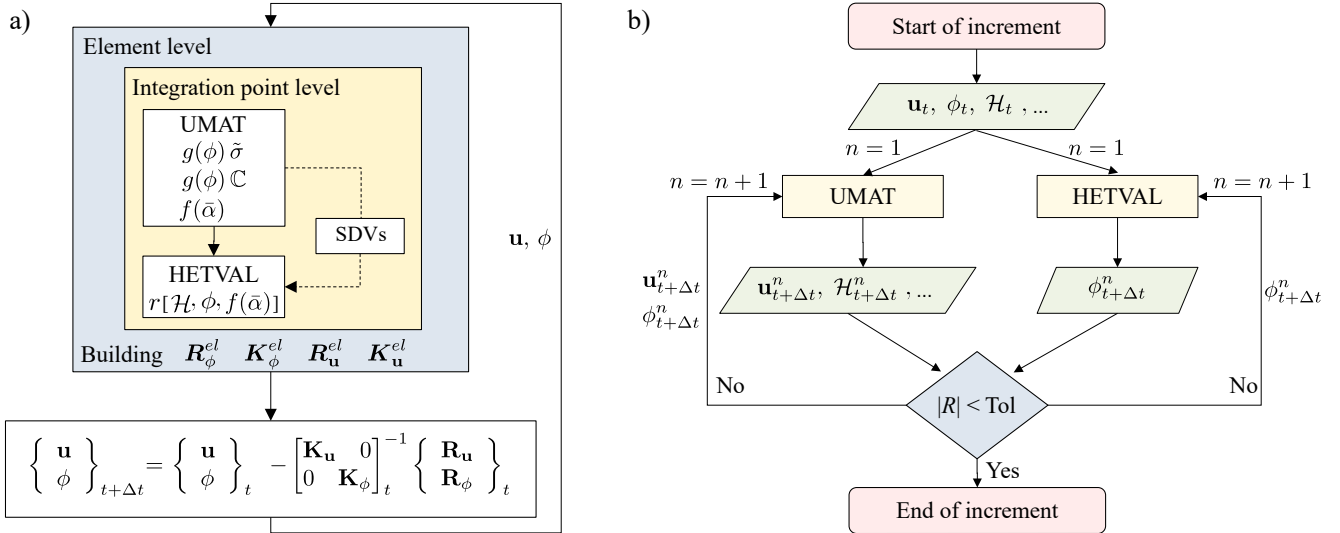 a)
Element level
Integration point level
UMAT
g(ϕ) σ̃
g(ϕ) ℂ
f(ᾱ)
SDVs
HETVAL
r[ℋ, ϕ, f(ᾱ)]
Building R_ϕ^{el} K_ϕ^{el} R_u^{el} K_u^{el}
u, ϕ
{ u ϕ }_{t+Δt} = { u ϕ }_t − [ K_u 0 0 K_ϕ ]_t^{-1} { R_u R_ϕ }_t
b)
Start of increment
u_t, ϕ_t, ℋ_t , ...
n = 1
n = 1
n = n + 1
n = n + 1
UMAT
HETVAL
u_{t+Δt}^n
ϕ_{t+Δt}^n
u_{t+Δt}^n, ℋ_{t+Δt}^n , ...
ϕ_{t+Δt}^n
ϕ_{t+Δt}^n
No
No
|R| < Tol
Yes
End of increment